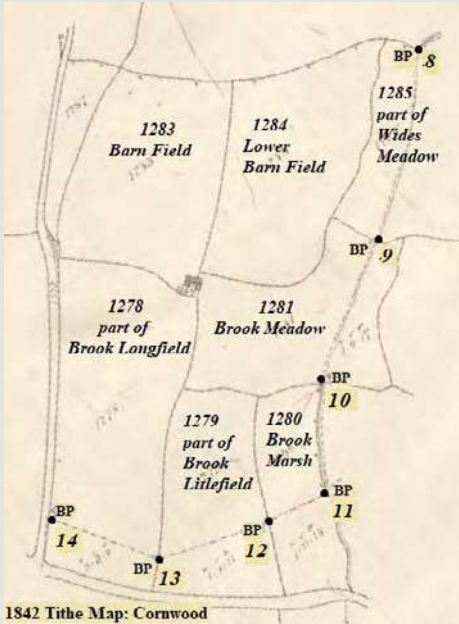 BP
.8
1285
part of
Wides
Meadow
1283
Barn Field
1284
Lower
Barn Field
BP
.9
1278
part of
Brook Longfield
1281
Brook Meadow
BP
10
1279
part of
Brook
Litlefield
1280
Brook
Marsh
BP
11
BP
14
BP
13
BP
12
1842 Tithe Map: Cornwood